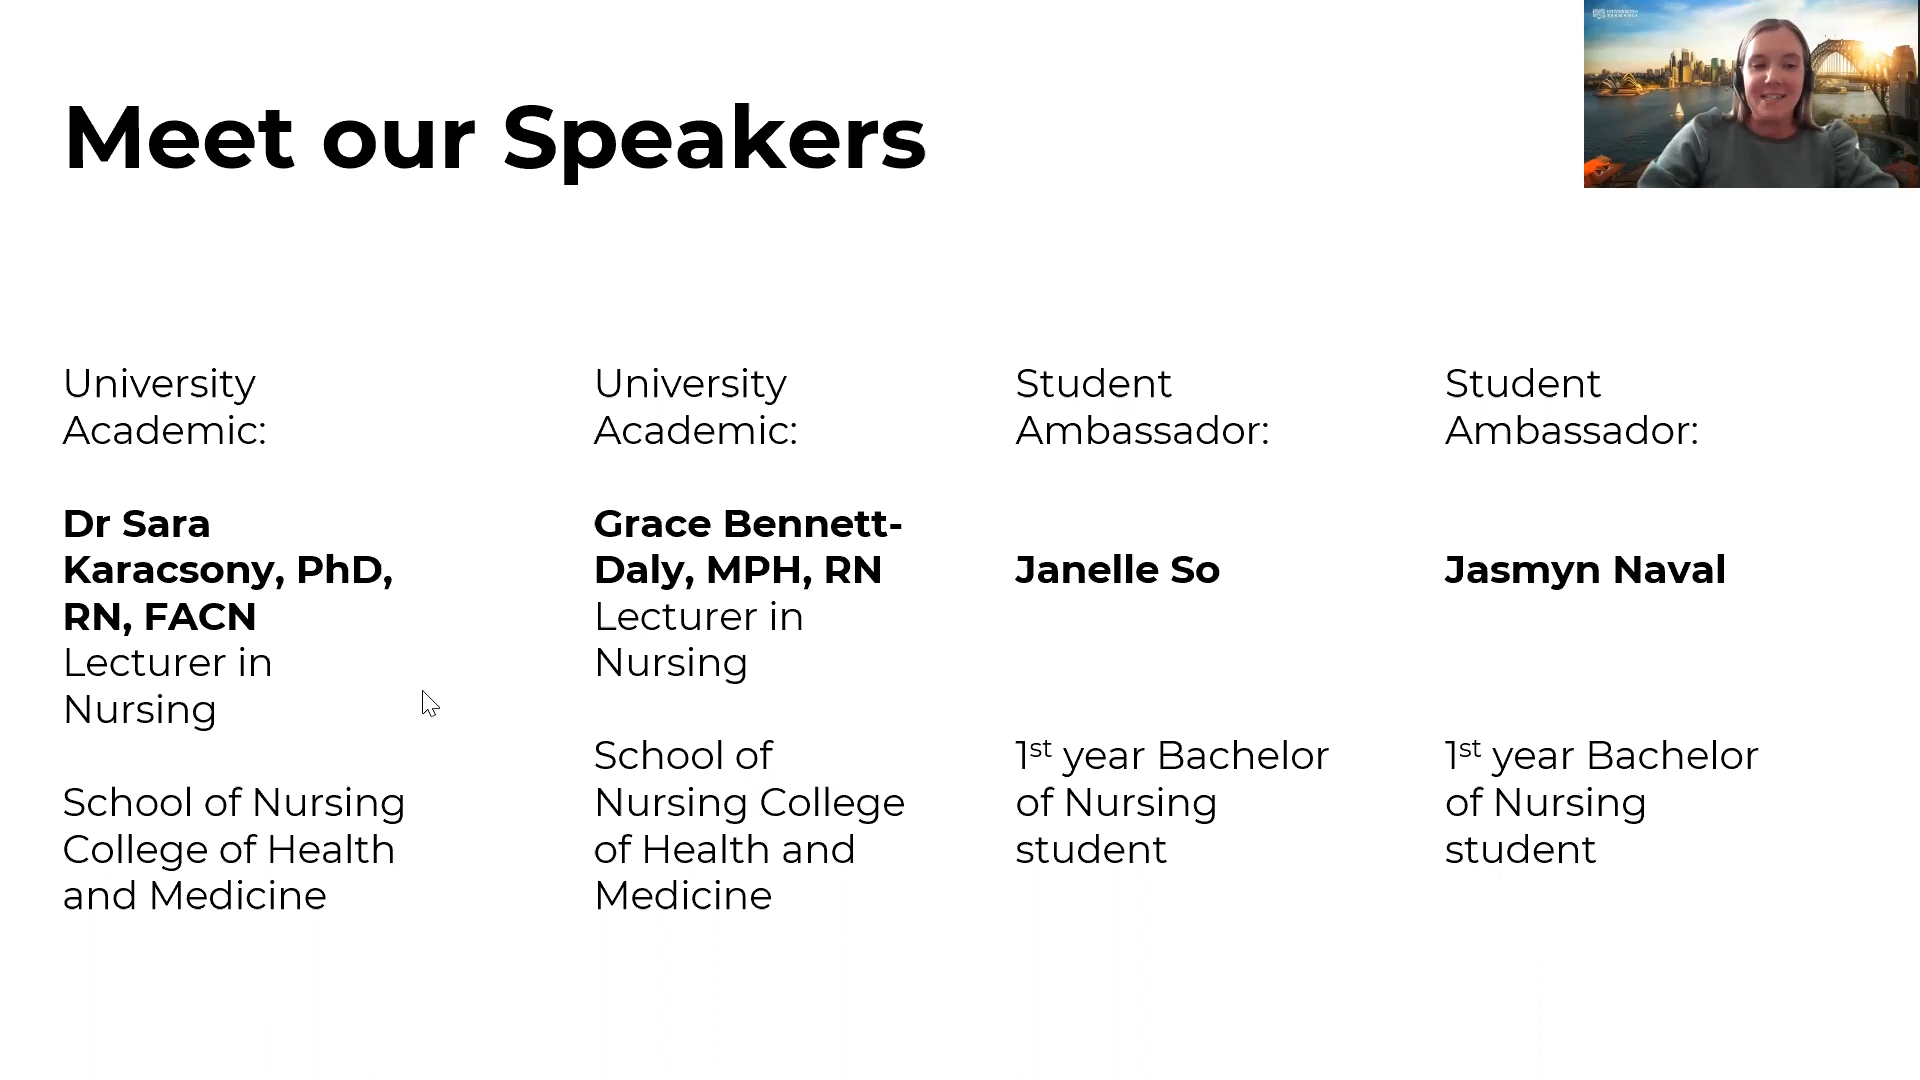 UNIVERSITY of
TASMANIA
Meet our Speakers
University
Academic:
Dr Sara
Karacsony, PhD,
RN, FACN
Lecturer in
Nursing
School of Nursing
College of Health
and Medicine
University
Academic:
Grace Bennett-
Daly, MPH, RN
Lecturer in
Nursing
School of
Nursing College
of Health and
Medicine
Student
Ambassador:
Janelle So
1st year Bachelor
of Nursing
student
Student
Ambassador:
Jasmyn Naval
1st year Bachelor
of Nursing
student